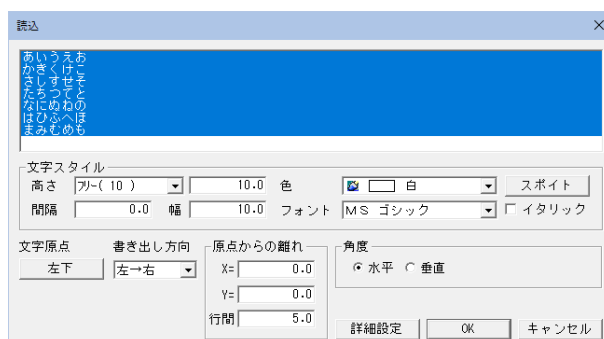 読込
あいうえお
かきくけこ
さしすせそ
たちつてと
なにぬねの
はひふへほ
まみむめも
文字スタイル
高さ フリー( 10 ) 10.0 色 白 スポイト
間隔 0.0 幅 10.0 フォント MS ゴシック イタリック
文字原点 書き出し方向 原点からの離れ 角度
左下 左→右 X= 0.0 水平 垂直
Y= 0.0
行間 5.0
詳細設定 OK キャンセル